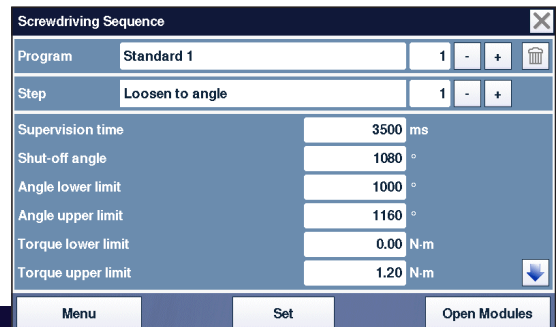 Screwdriving Sequence
Program Standard 1 1 - +
Step Loosen to angle 1 - +
Supervision time 3500 ms
Shut-off angle 1080 °
Angle lower limit 1000 °
Angle upper limit 1160 °
Torque lower limit 0.00 N·m
Torque upper limit 1.20 N·m
Menu Set Open Modules